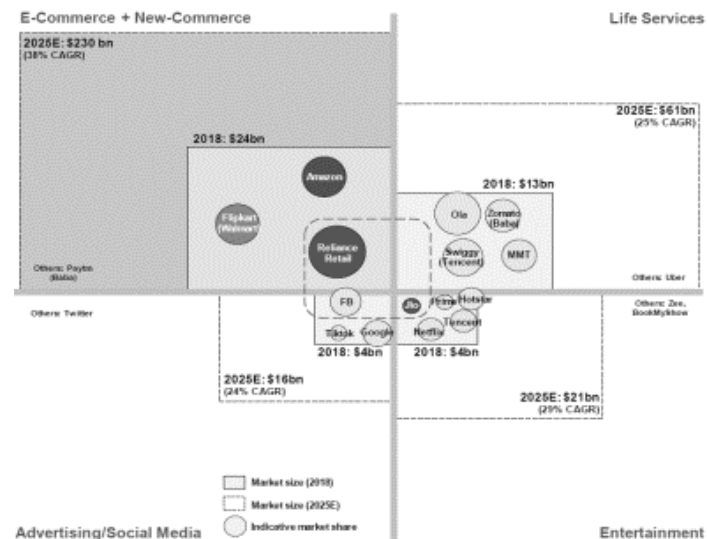 E-Commerce + New-Commerce
Life Services
2025E: $230 bn
(38% CAGR)
2025E: $61bn
(25% CAGR)
2018: $24bn
2018: $13bn
Amazon
Flipkart
(Walmart)
Reliance
Retail
Ola
Zomato
(Baba)
Swiggy
(Tencent)
MMT
Others: Paytm
(Baba)
Others: Uber
Others: Twitter
Others: Zee,
BookMyShow
FB
Jio
Prime
Hotstar
Tiktok
Google
Netflix
Tencent
2018: $4bn
2018: $4bn
2025E: $16bn
(24% CAGR)
2025E: $21bn
(29% CAGR)
Market size (2018)
Market size (2025E)
Indicative market share
Advertising/Social Media
Entertainment